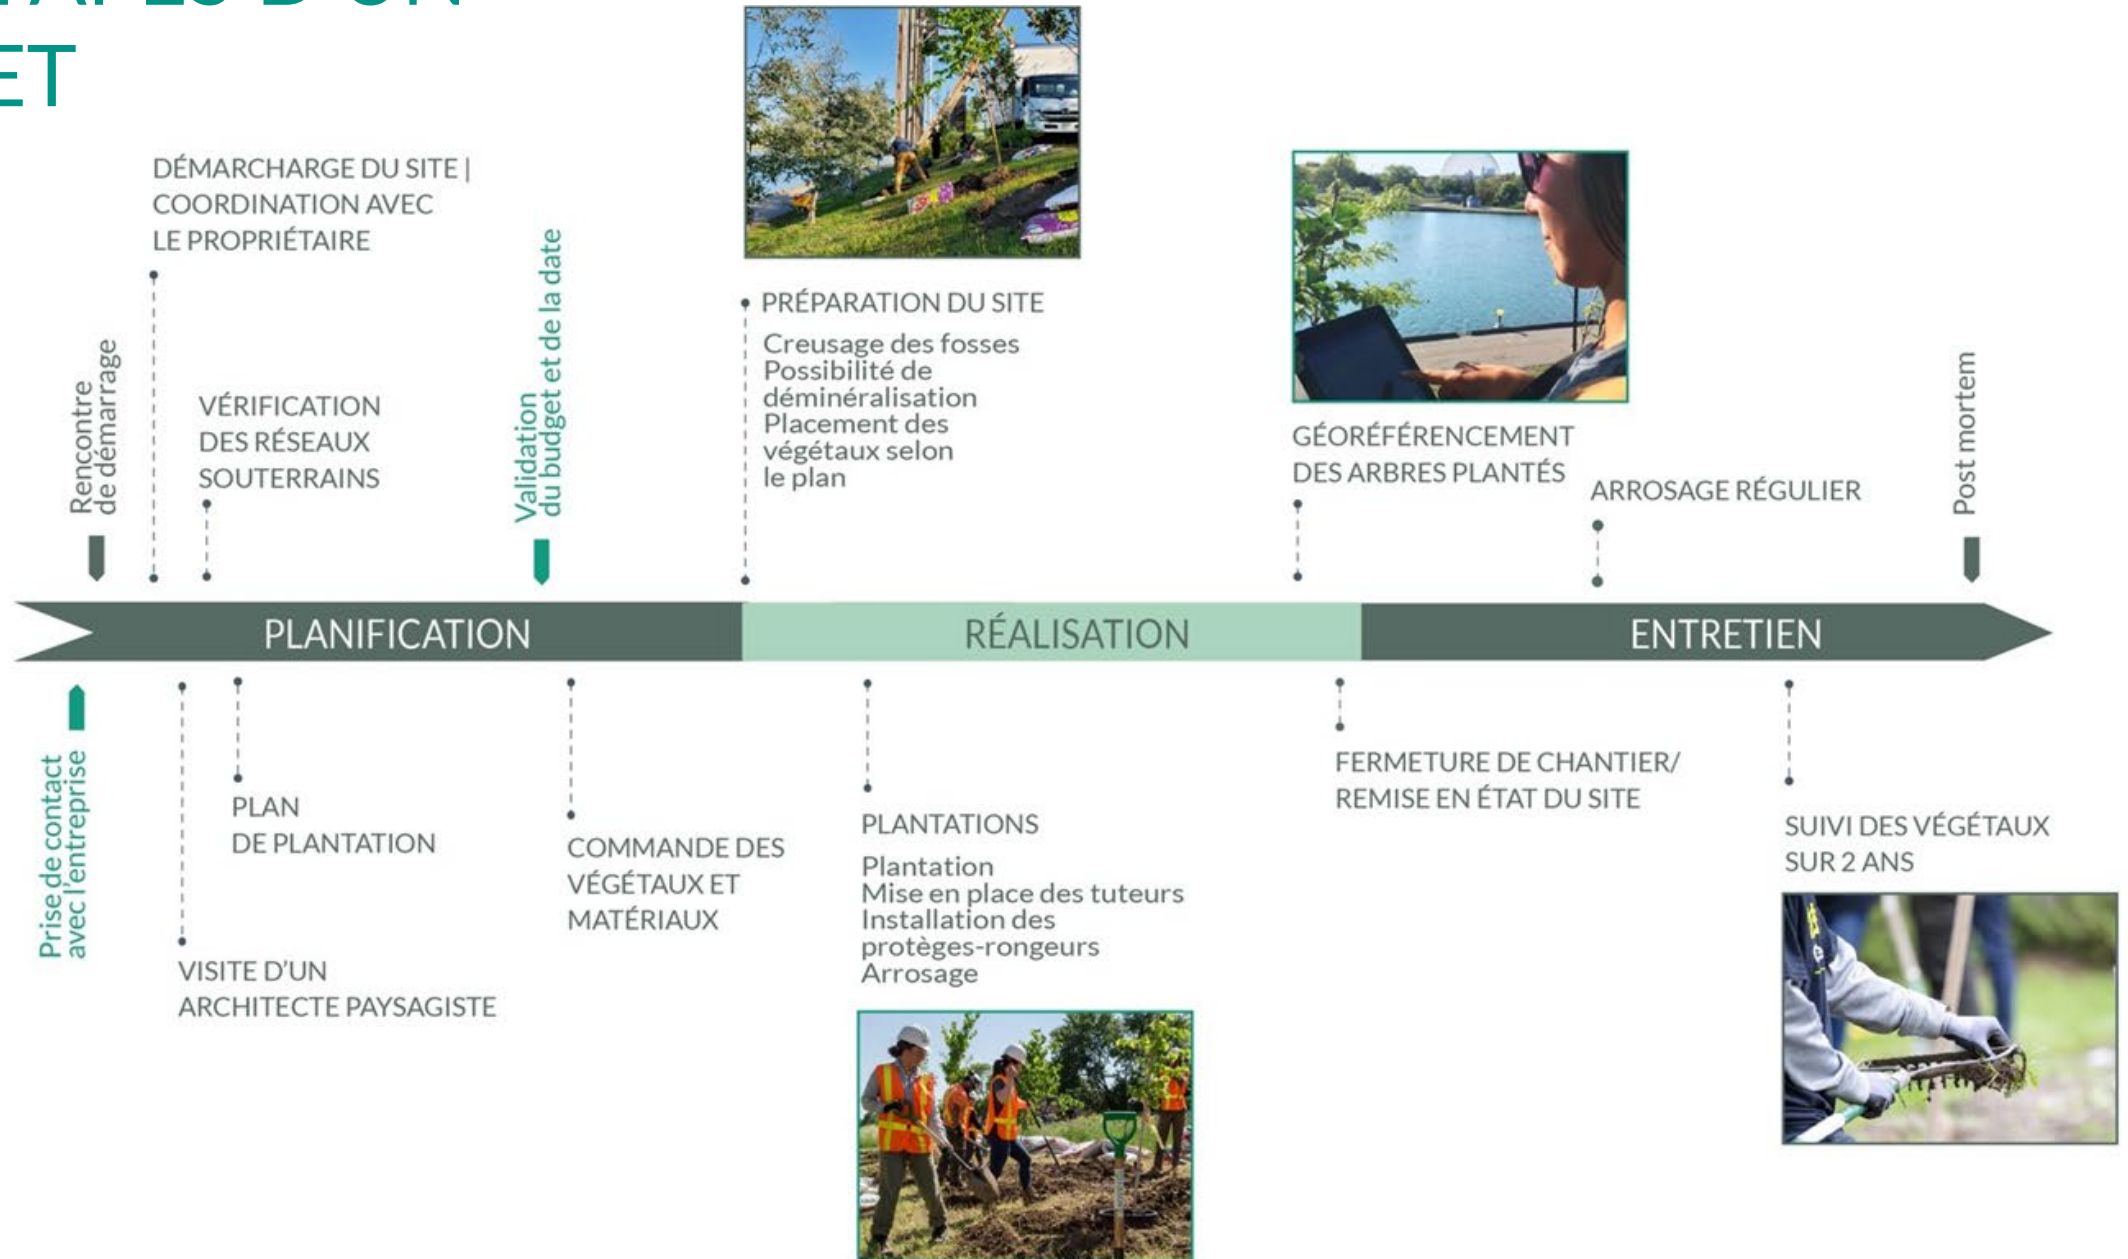 ET
DÉMARCHARGE DU SITE |
COORDINATION AVEC
LE PROPRIÉTAIRE
Rencontre
de démarrage
VÉRIFICATION
DES RÉSEAUX
SOUTERRAINS
Validation
du budget et de la date
PRÉPARATION DU SITE
Creusage des fosses
Possibilité de
déminéralisation
Placement des
végétaux selon
le plan
GÉORÉFÉRENCEMENT
DES ARBRES PLANTÉS
ARROSAGE RÉGULIER
Post mortem
PLANIFICATION
RÉALISATION
ENTRETIEN
Prise de contact
avec l'entreprise
PLAN
DE PLANTATION
VISITE D'UN
ARCHITECTE PAYSAGISTE
COMMANDE DES
VÉGÉTAUX ET
MATÉRIAUX
PLANTATIONS
Plantation
Mise en place des tuteurs
Installation des
protèges-rongeurs
Arrosage
FERMETURE DE CHANTIER/
REMISE EN ÉTAT DU SITE
SUIVI DES VÉGÉTAUX
SUR 2 ANS